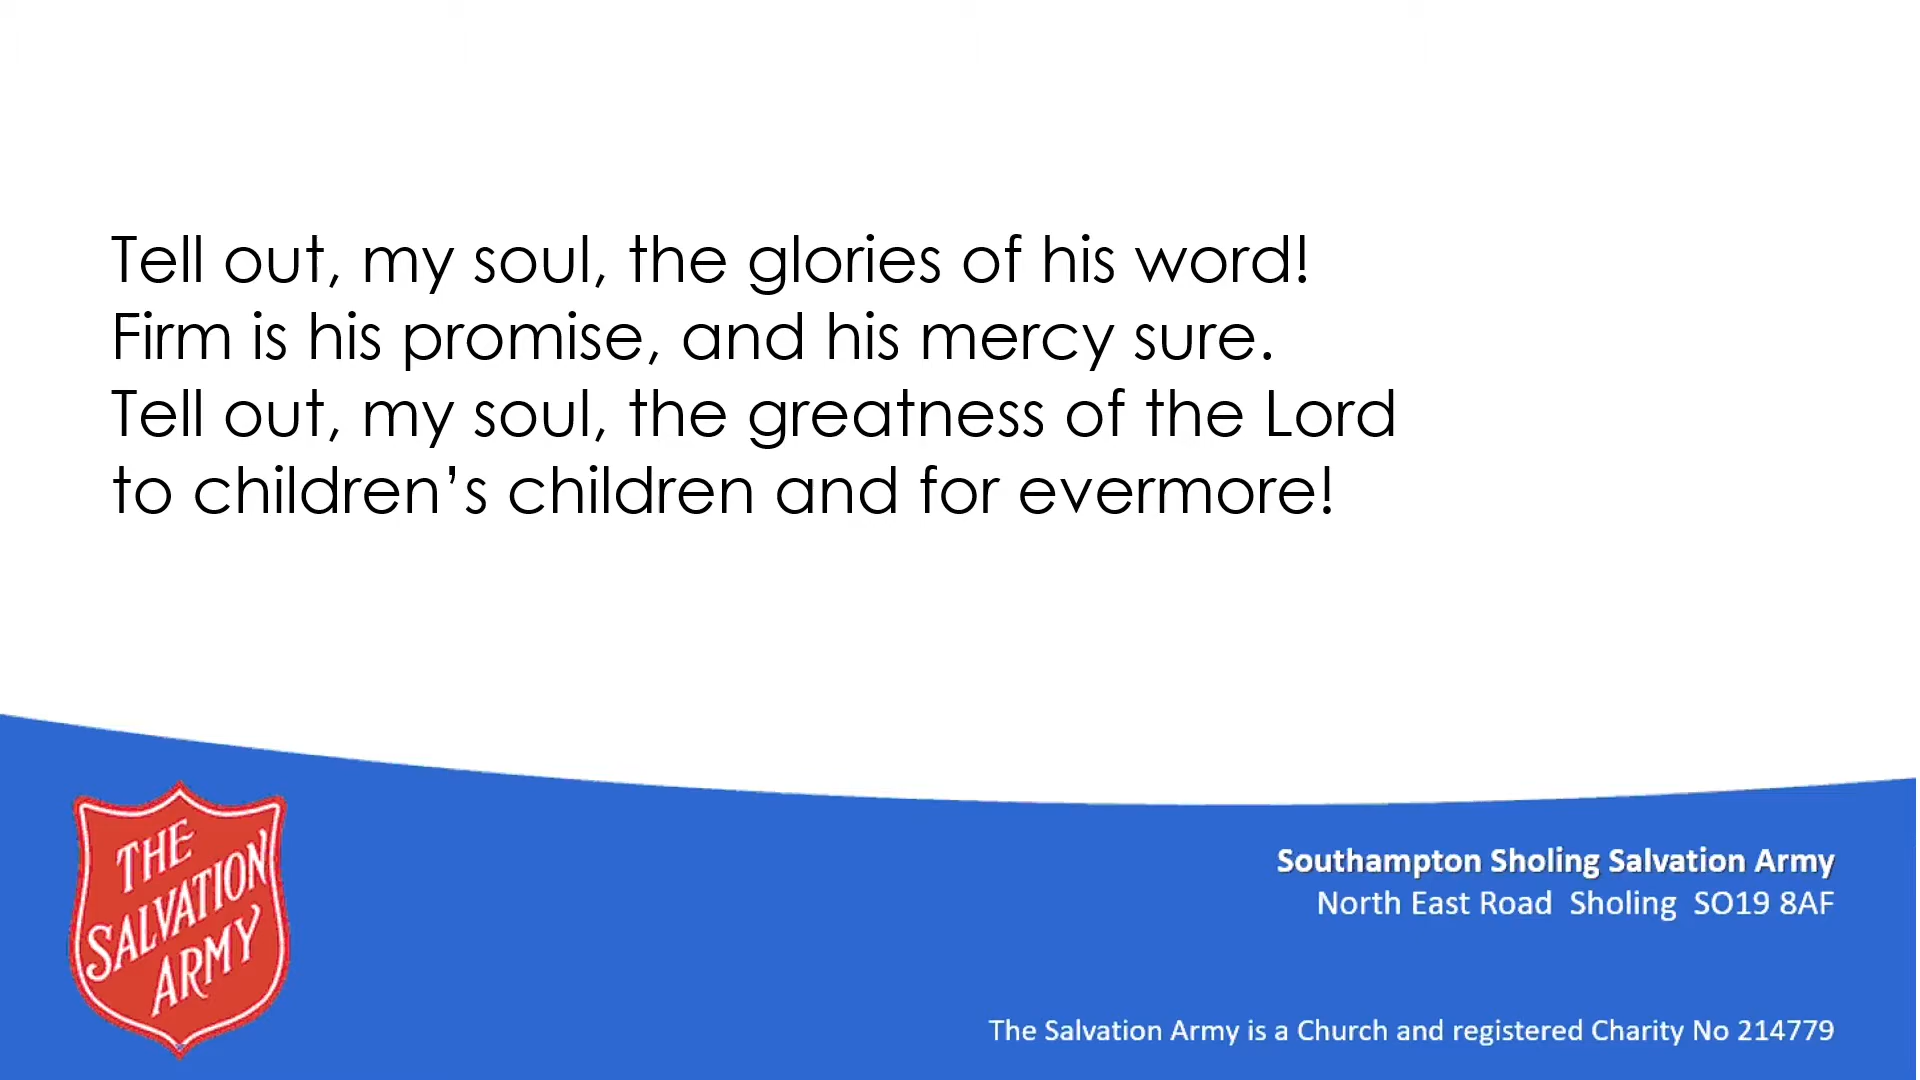 Tell out, my soul, the glories of his word!
Firm is his promise, and his mercy sure.
Tell out, my soul, the greatness of the Lord
to children’s children and for evermore!
THE
SALVATION
ARMY
Southampton Sholing Salvation Army
North East Road  Sholing  SO19 8AF
The Salvation Army is a Church and registered Charity No 214779